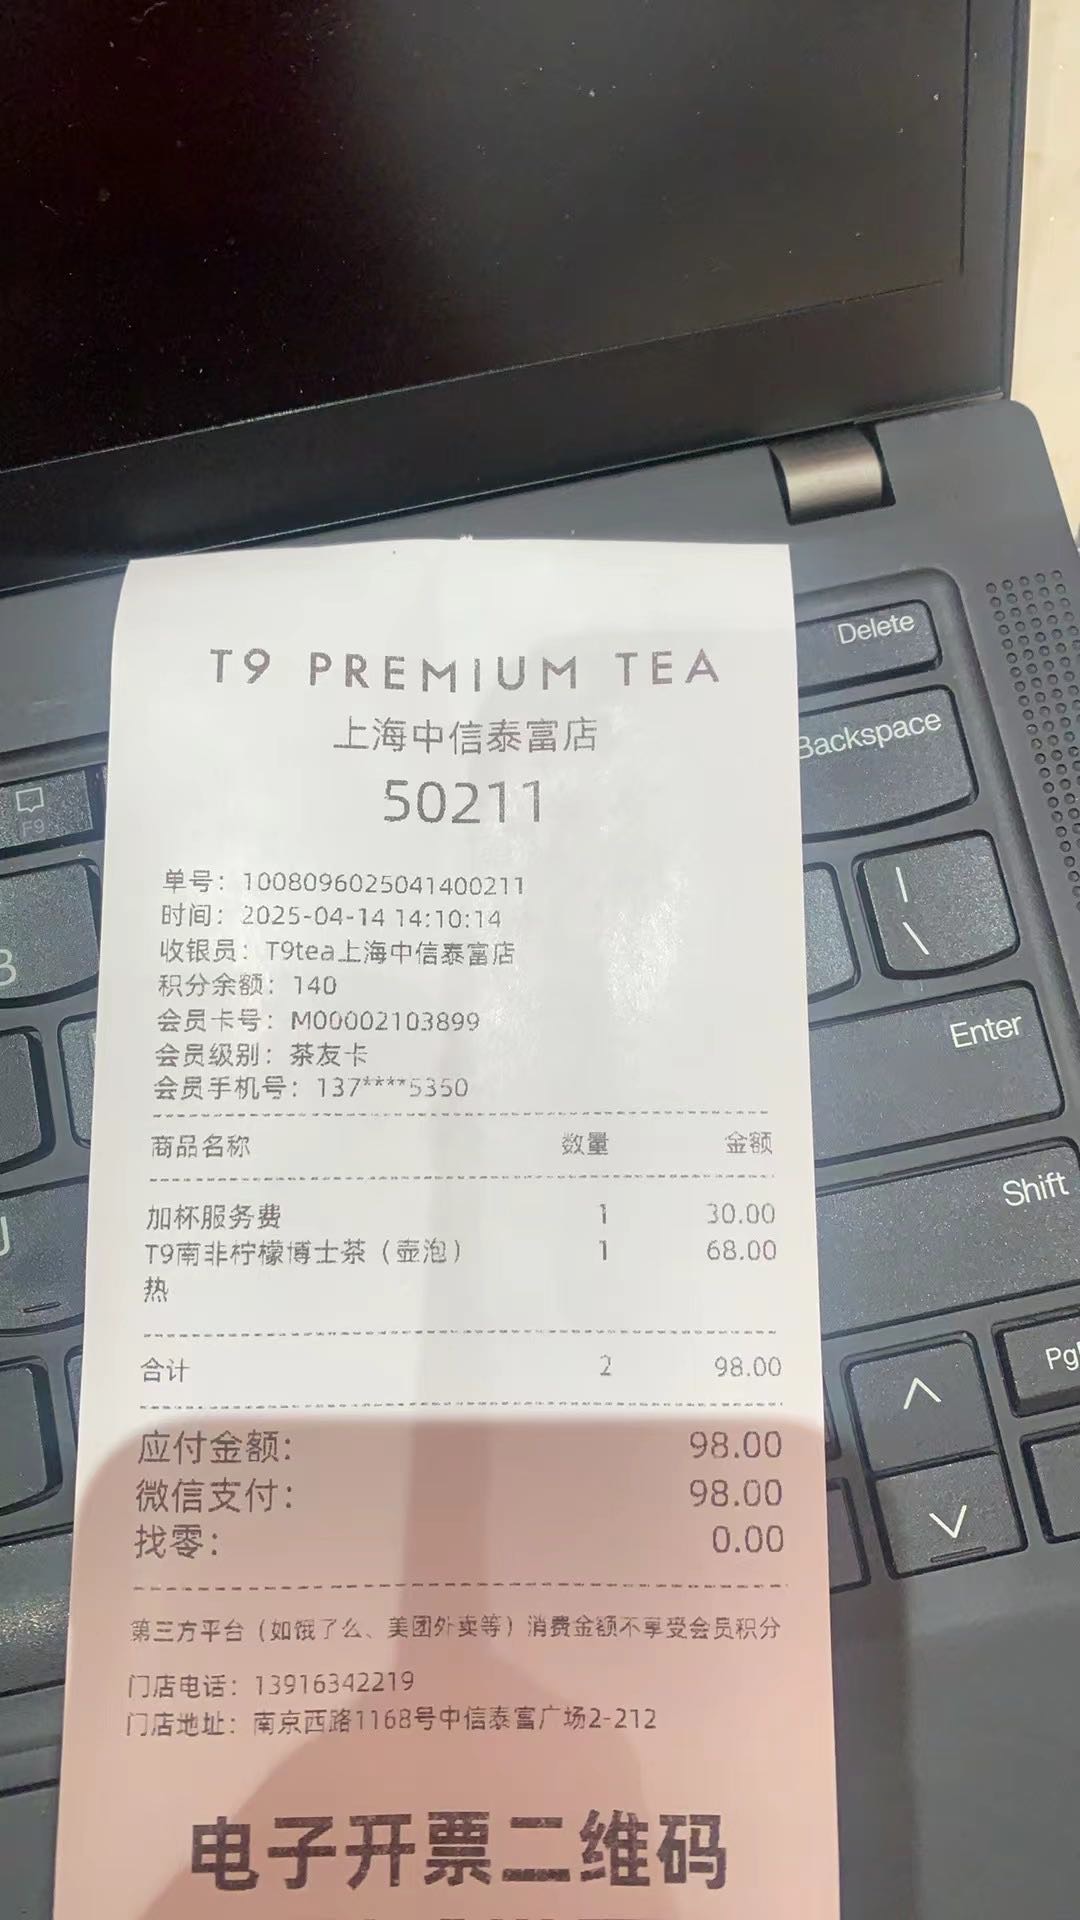 T9 PREMIUM TEA
上海中信泰富店
50211
单号：1008096025041400211
时间：2025-04-14 14:10:14
收银员：T9tea上海中信泰富店
积分余额：140
会员卡号：M00002103899
会员级别：茶友卡
会员手机号：137****5350
商品名称 数量 金额
加杯服务费 1 30.00
T9南非柠檬博士茶（壶泡） 1 68.00
热
合计 2 98.00
应付金额: 98.00
微信支付: 98.00
找零: 0.00
第三方平台（如饿了么、美团外卖等）消费金额不享受会员积分
门店电话：13916342219
门店地址：南京西路1168号中信泰富广场2-212
电子开票二维码
Delete
Backspace
F9
|
\
Enter
Shift